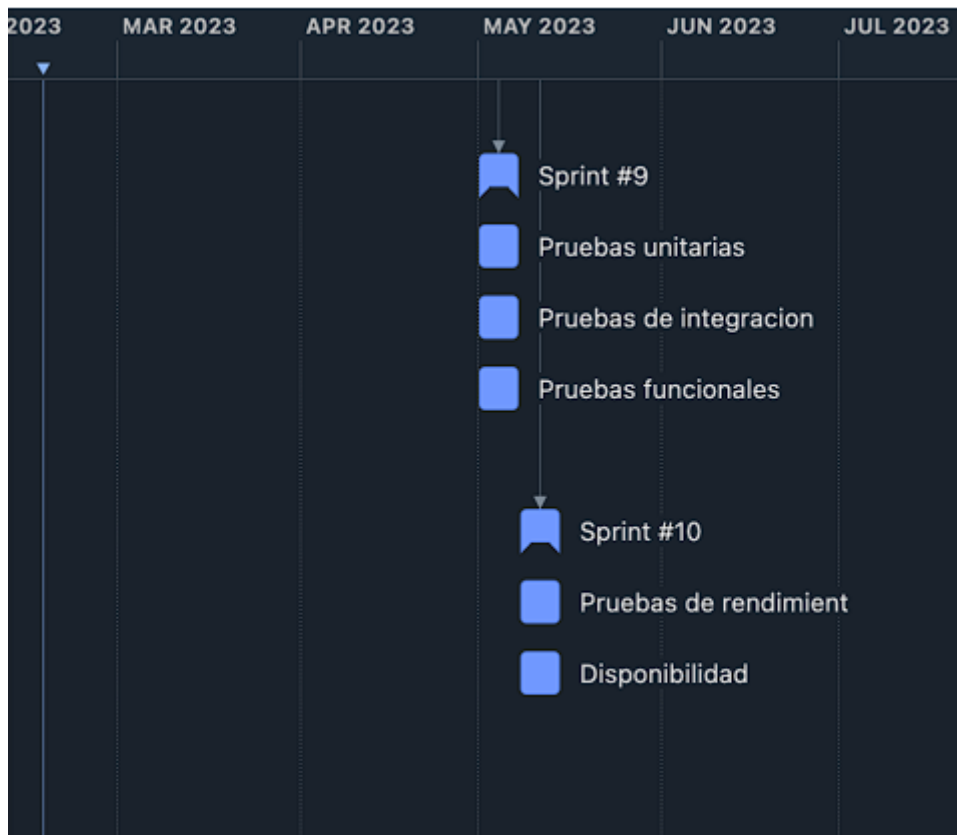 2023 MAR 2023 APR 2023 MAY 2023 JUN 2023 JUL 2023
Sprint #9
Pruebas unitarias
Pruebas de integracion
Pruebas funcionales
Sprint #10
Pruebas de rendimient
Disponibilidad